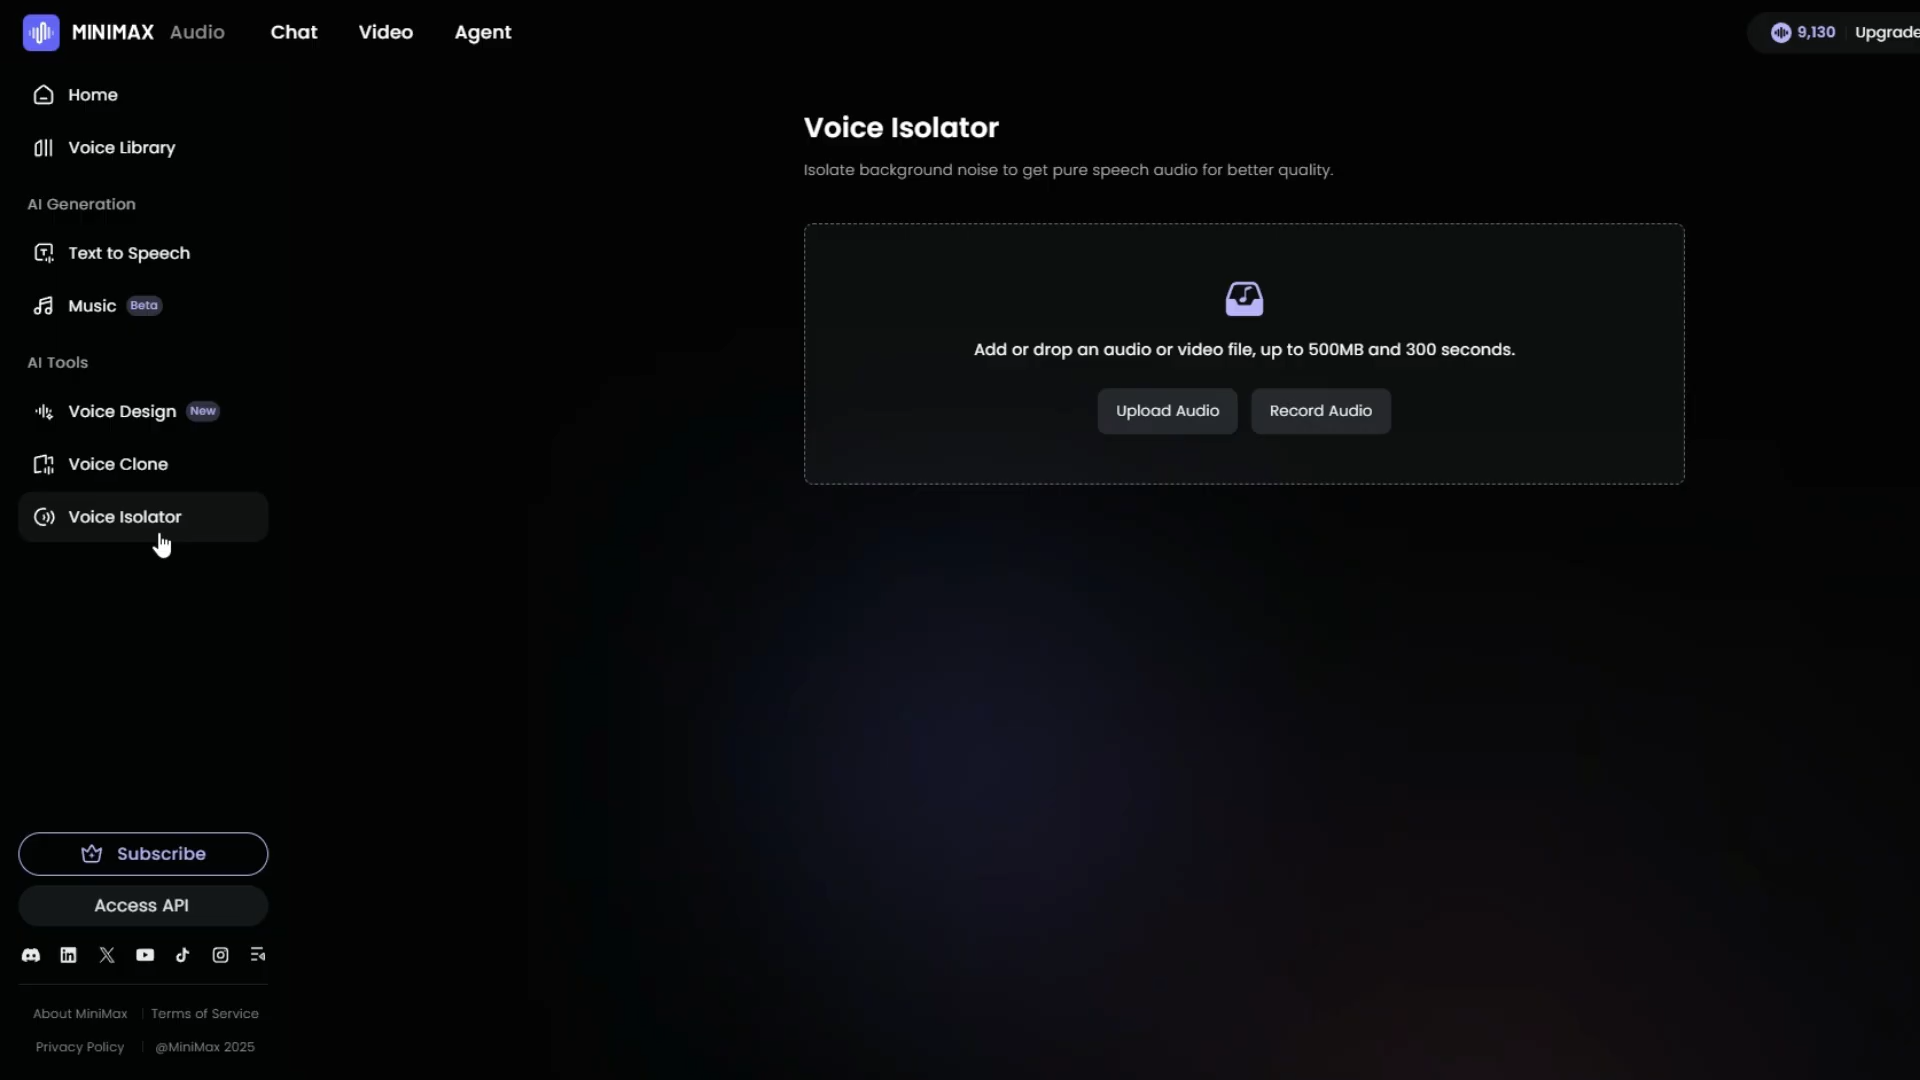 MINIMAX Audio
Chat
Video
Agent
9,130
Upgrade
Home
Voice Library
AI Generation
Text to Speech
Music Beta
AI Tools
Voice Design New
Voice Clone
Voice Isolator
Voice Isolator
Isolate background noise to get pure speech audio for better quality.
Add or drop an audio or video file, up to 500MB and 300 seconds.
Upload Audio
Record Audio
Subscribe
Access API
About MiniMax
Terms of Service
Privacy Policy
@MiniMax 2025